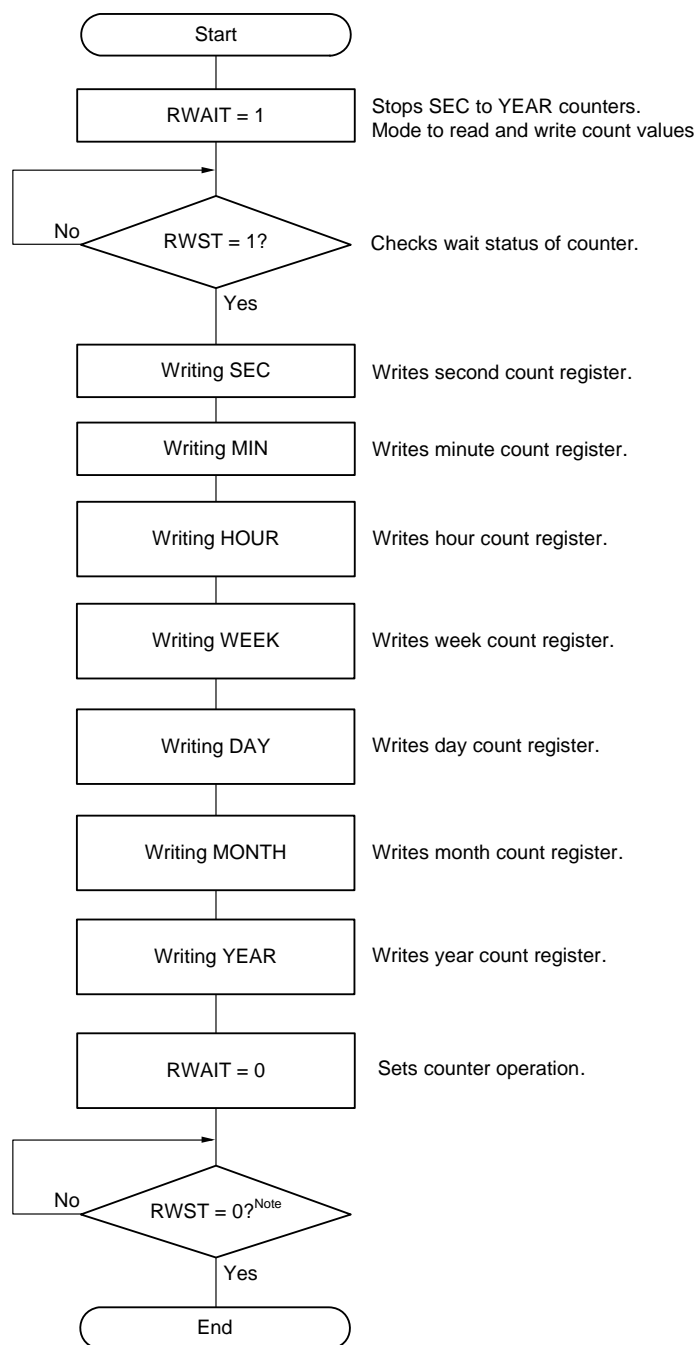 Start
RWAIT = 1
Stops SEC to YEAR counters.
Mode to read and write count values
No
RWST = 1?
Checks wait status of counter.
Yes
Writing SEC
Writes second count register.
Writing MIN
Writes minute count register.
Writing HOUR
Writes hour count register.
Writing WEEK
Writes week count register.
Writing DAY
Writes day count register.
Writing MONTH
Writes month count register.
Writing YEAR
Writes year count register.
RWAIT = 0
Sets counter operation.
No
RWST = 0?Note
Yes
End